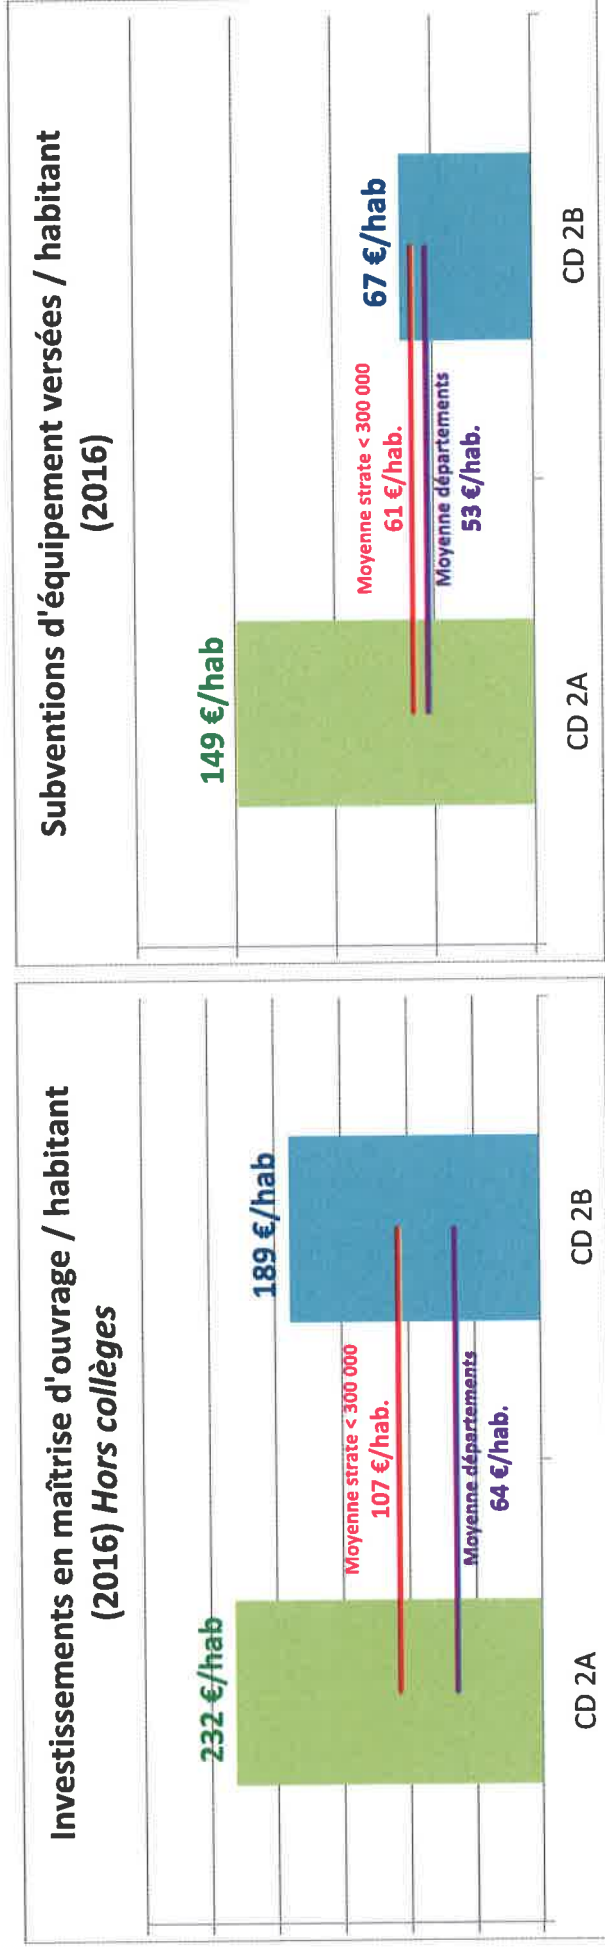 Investissements en maîtrise d'ouvrage / habitant
(2016) Hors collèges
232 €/hab
189 €/hab
Moyenne strate < 300 000
107 €/hab.
Moyenne départements
64 €/hab.
CD 2A
CD 2B
Subventions d'équipement versées / habitant
(2016)
149 €/hab
67 €/hab
Moyenne strate < 300 000
61 €/hab.
Moyenne départements
53 €/hab.
CD 2A
CD 2B